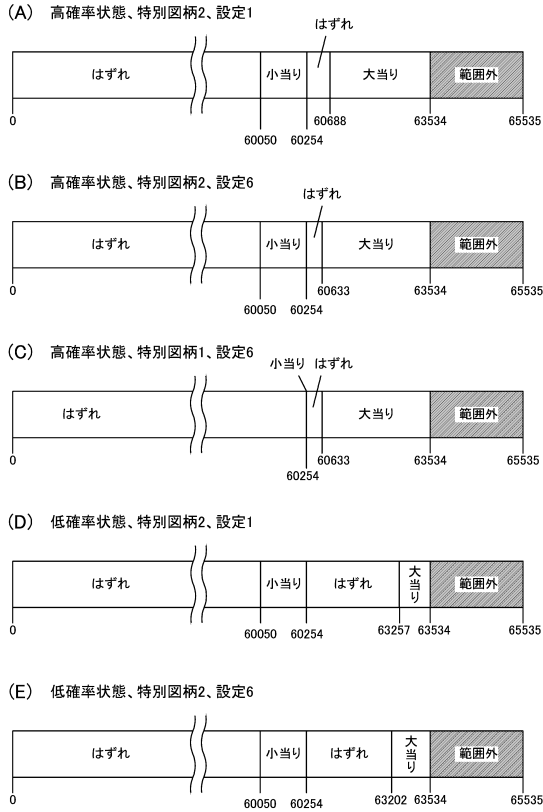 (A) 高確率状態、特別図柄2、設定1
はずれ
はずれ 小当り 大当り 範囲外
0 60050 60254 60688 63534 65535
(B) 高確率状態、特別図柄2、設定6
はずれ
はずれ 小当り 大当り 範囲外
0 60050 60254 60633 63534 65535
(C) 高確率状態、特別図柄1、設定6
小当り はずれ
はずれ 大当り 範囲外
0 60254 60633 63534 65535
(D) 低確率状態、特別図柄2、設定1
はずれ 小当り はずれ 大当り 範囲外
0 60050 60254 63257 63534 65535
(E) 低確率状態、特別図柄2、設定6
はずれ 小当り はずれ 大当り 範囲外
0 60050 60254 63202 63534 65535